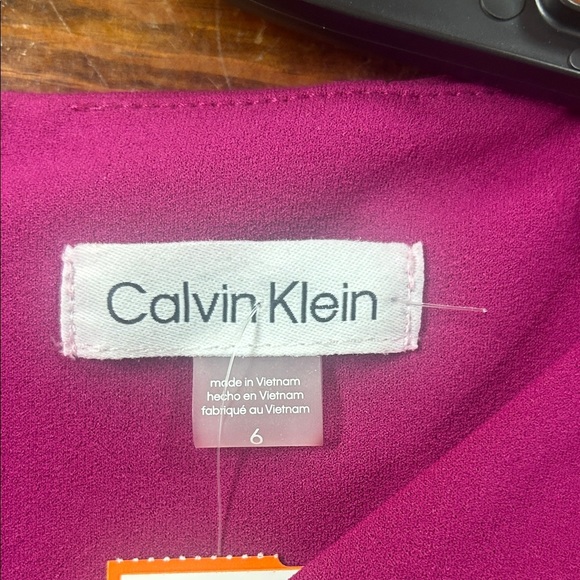 Calvin Klein
made in Vietnam
hecho en Vietnam
fabriqué au Vietnam
6